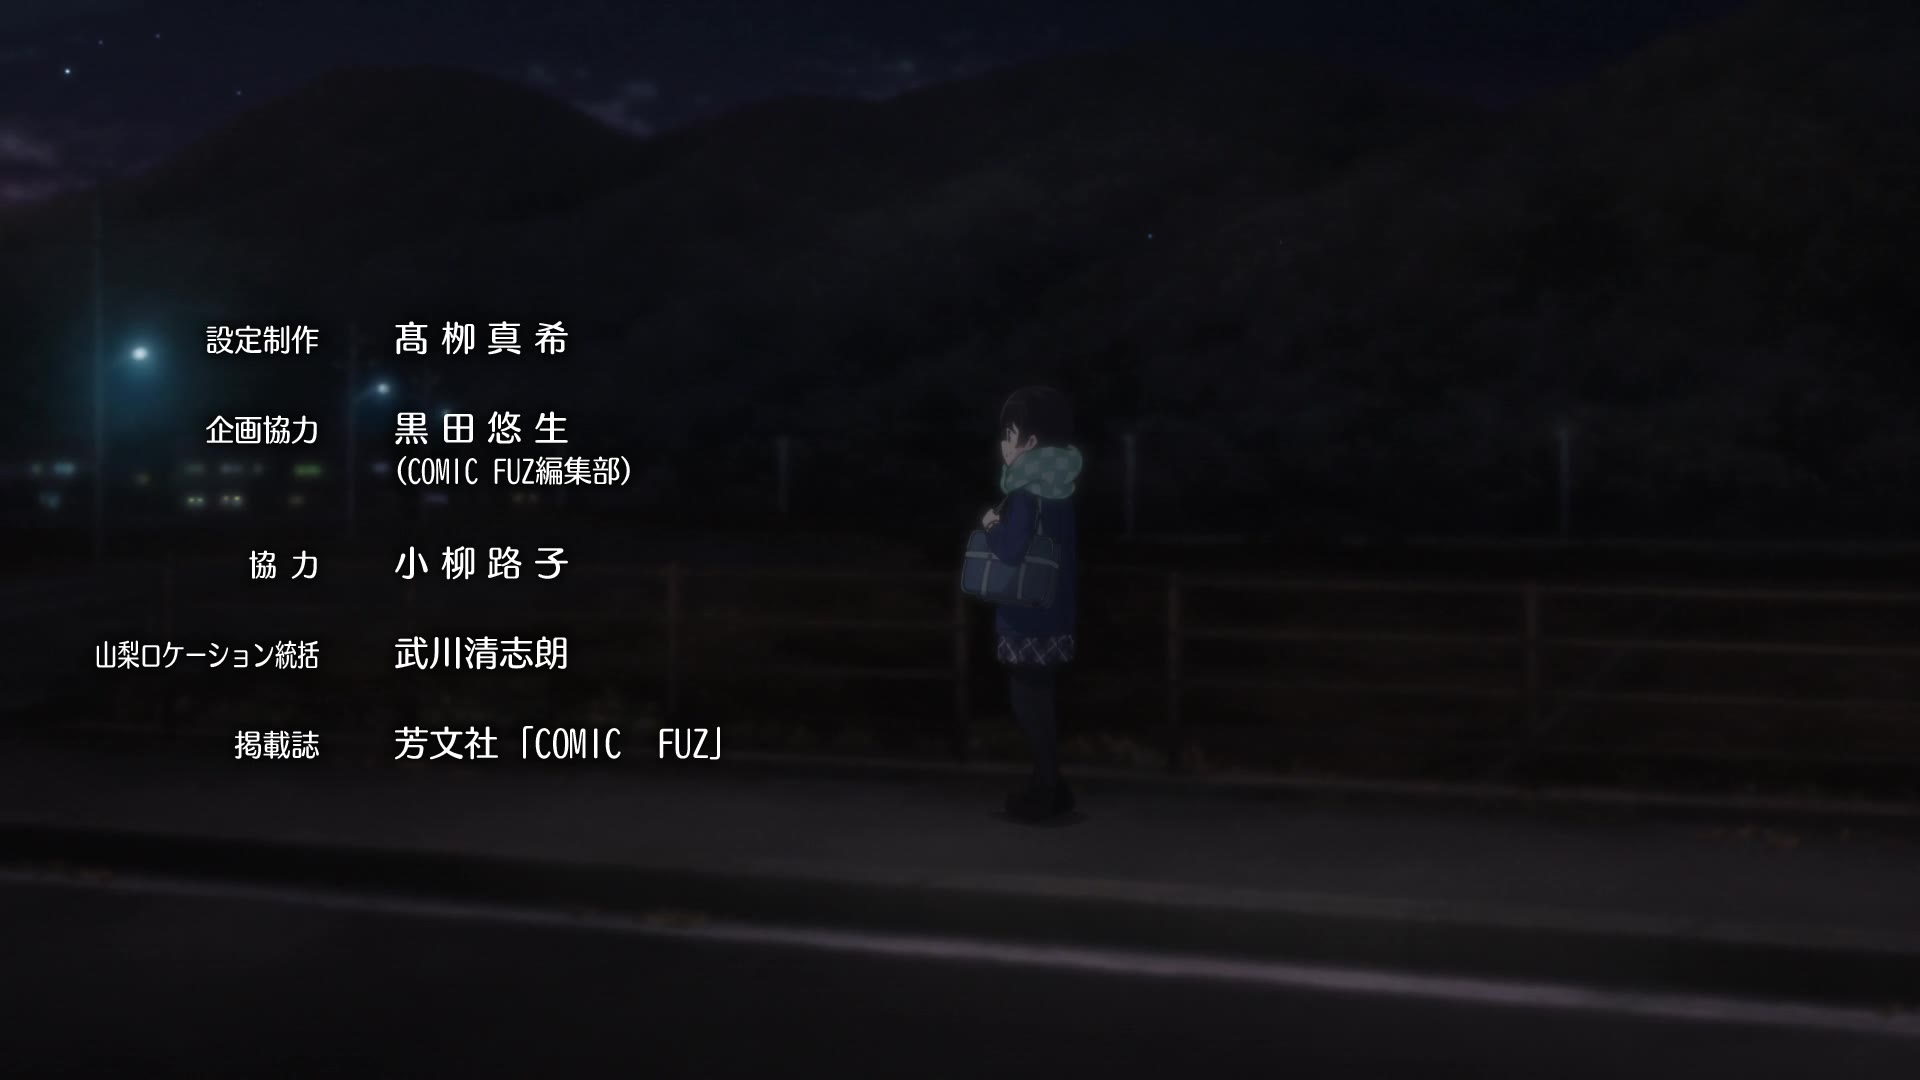 設定制作 髙栁真希
企画協力 黒田悠生
(COMIC FUZ編集部)
協力 小柳路子
山梨ロケーション統括 武川清志朗
掲載誌 芳文社「COMIC FUZ」